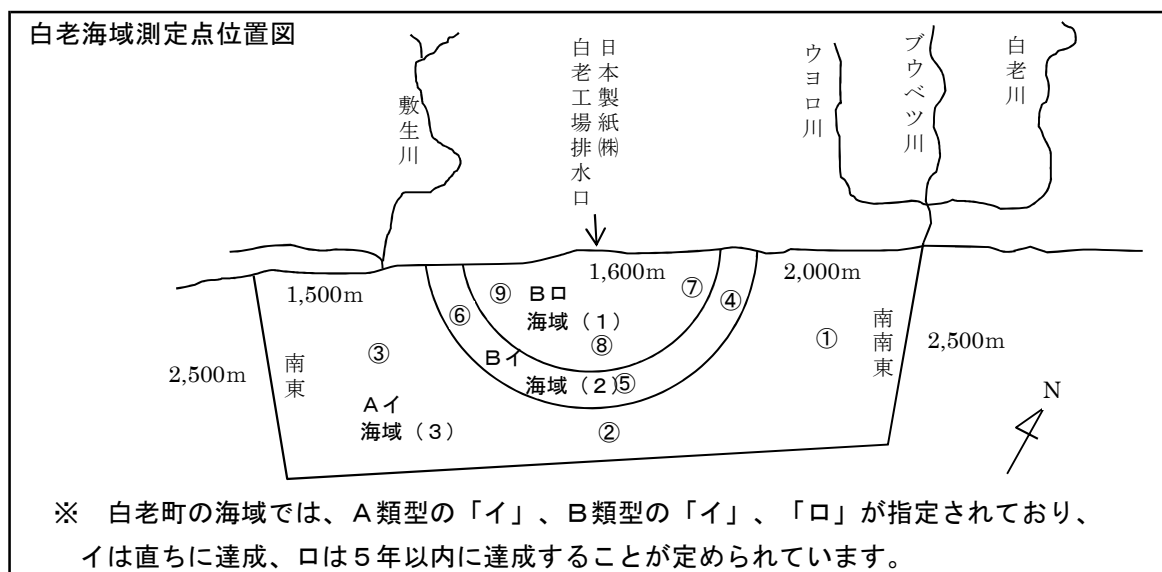 白老海域測定点位置図
敷生川
日本製紙㈱
白老工場排水口
ウヨロ川
ブウベツ川
白老川
1,500m
1,600m
2,000m
⑨
Bロ
海域（1）
⑧
⑦
⑥
Bイ
海域（2）
⑤
④
①
南南東
2,500m
③
2,500m
南東
Aイ
海域（3）
②
N
※　白老町の海域では、A類型の「イ」、B類型の「イ」、「ロ」が指定されており、
イは直ちに達成、ロは５年以内に達成することが定められています。